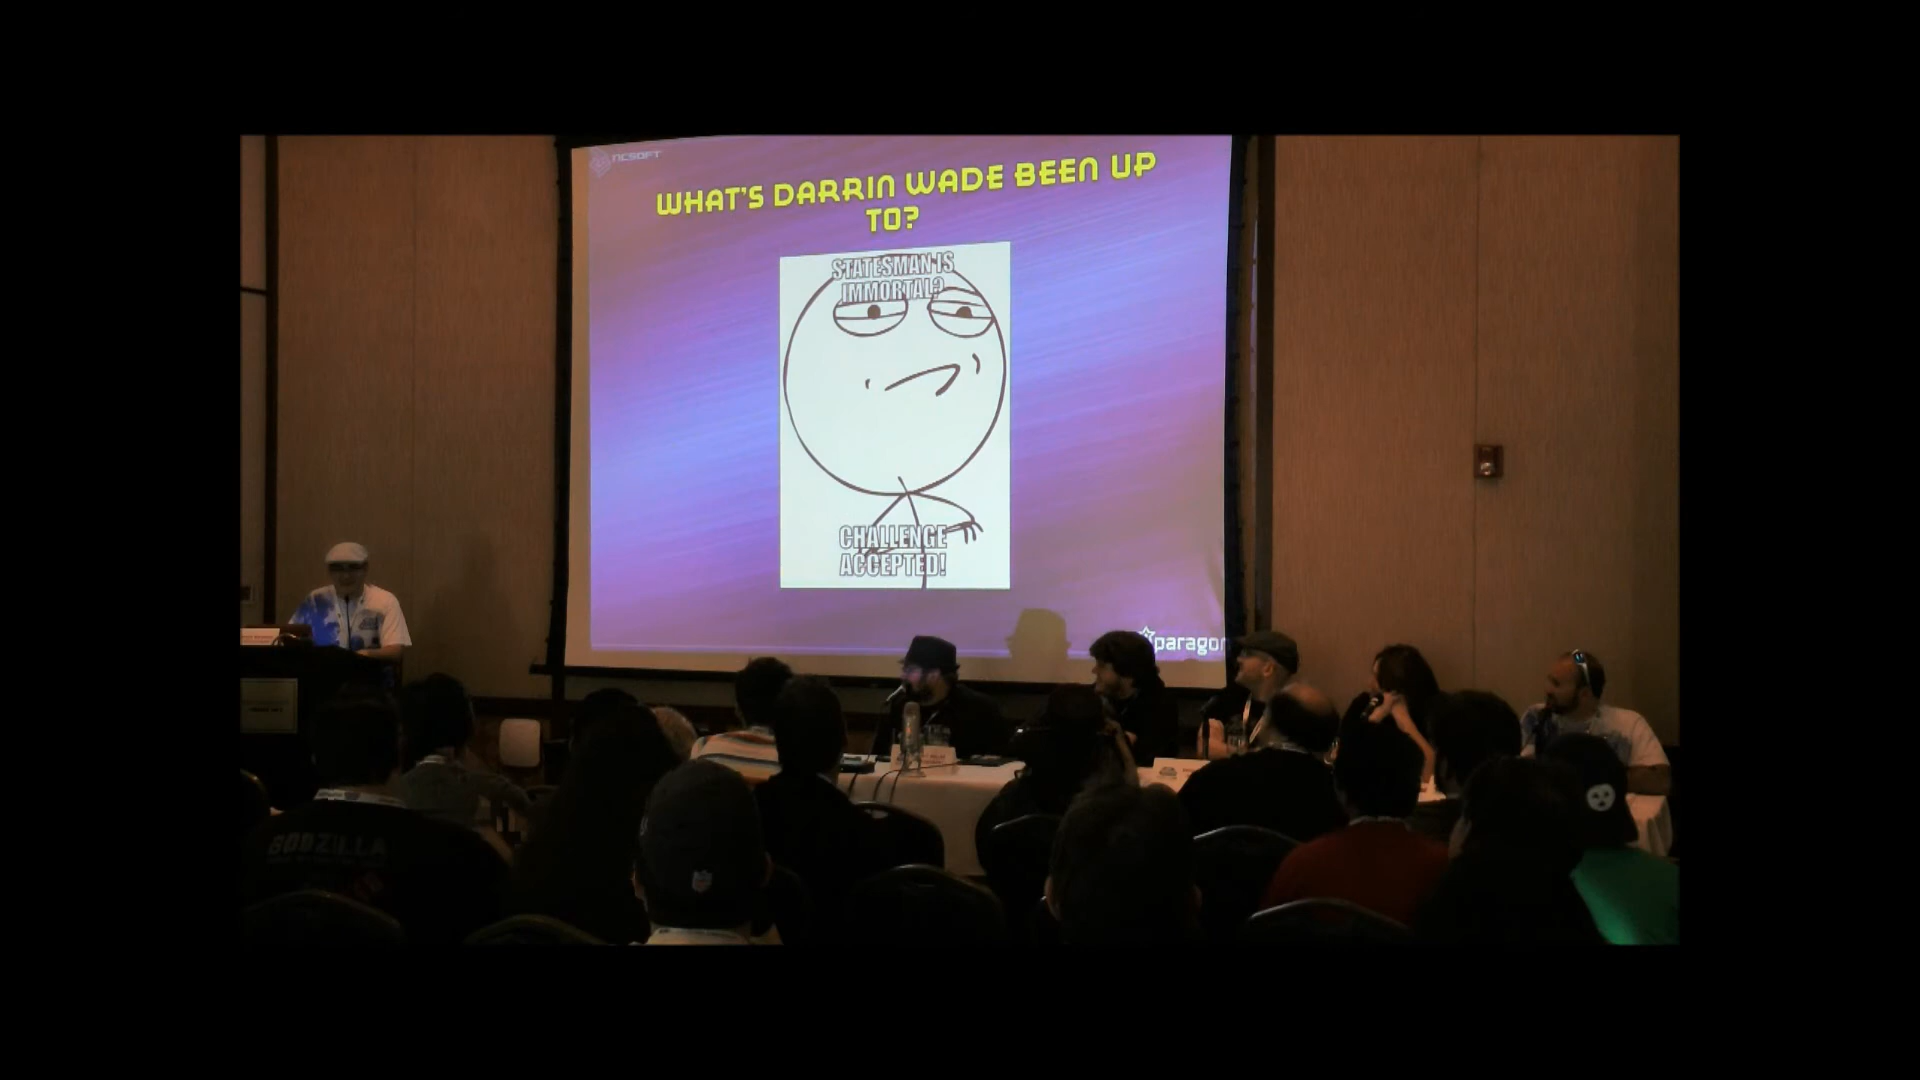 NCSOFT
WHAT'S DARRIN WADE BEEN UP
TO?
STATESMAN IS
IMMORTAL?
CHALLENGE
ACCEPTED!
paragon
GODZILLA